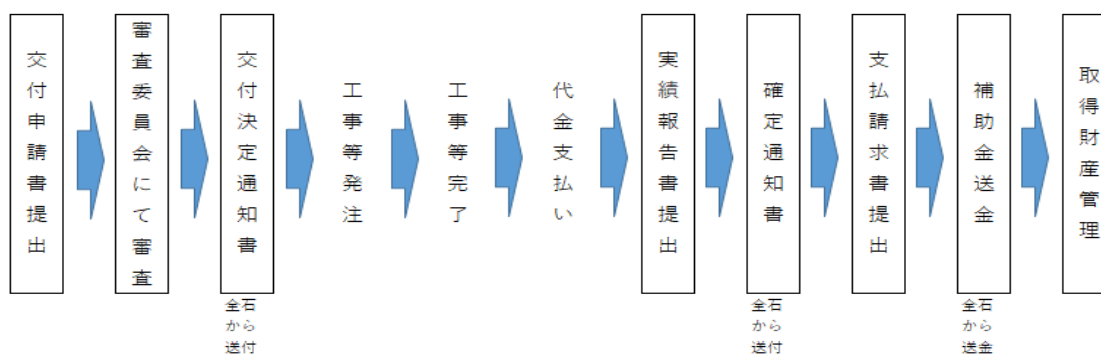 交付申請書提出
審査委員会にて審査
交付決定通知書
全石
から
送付
工事等発注
工事等完了
代金支払い
実績報告書提出
確定通知書
全石
から
送付
支払請求書提出
補助金送金
全石
から
送金
取得財産管理